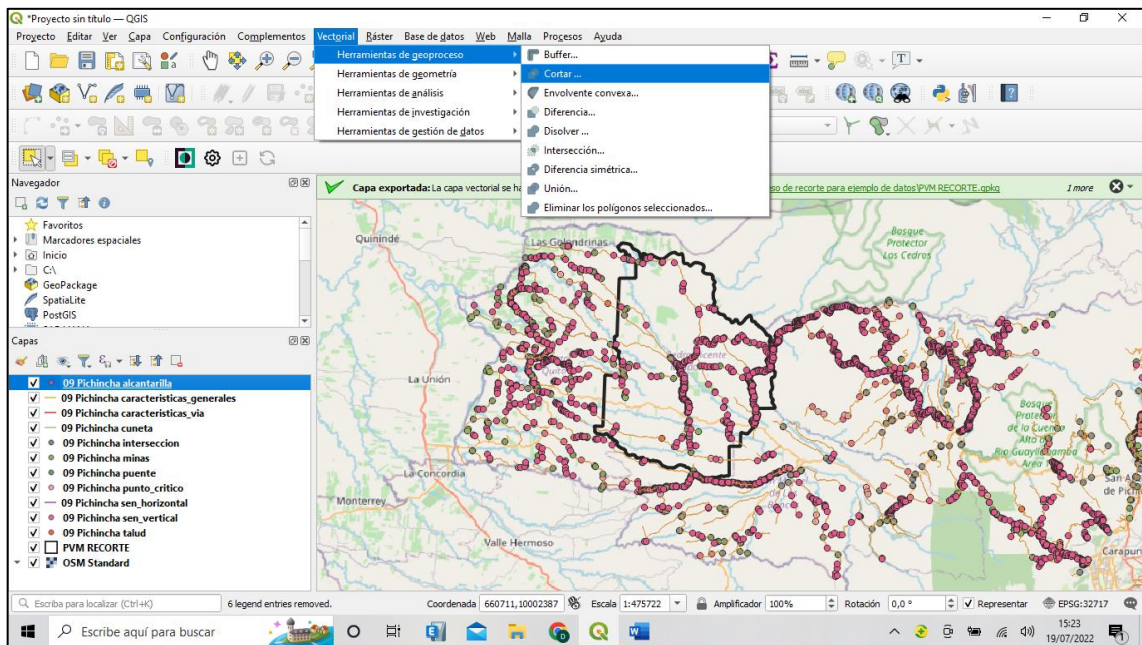 *Proyecto sin título — QGIS
Proyecto Editar Ver Capa Configuración Complementos Vectorial Ráster Base de datos Web Malla Procesos Ayuda
Herramientas de geoproceso
Herramientas de geometría
Herramientas de análisis
Herramientas de investigación
Herramientas de gestión de datos
Buffer...
Cortar ...
Envolvente convexa...
Diferencia...
Disolver ...
Intersección...
Diferencia simétrica...
Unión...
Eliminar los polígonos seleccionados...
Navegador
Favoritos
Marcadores espaciales
Inicio
C:\
GeoPackage
SpatiaLite
PostGIS
Capas
09 Pichincha alcantarilla
09 Pichincha caracteristicas_generales
09 Pichincha caracteristicas_via
09 Pichincha cuneta
09 Pichincha interseccion
09 Pichincha minas
09 Pichincha puente
09 Pichincha punto_critico
09 Pichincha sen_horizontal
09 Pichincha sen_vertical
09 Pichincha talud
PVM RECORTE
OSM Standard
Capa exportada: La capa vectorial se ha
so de recorte para ejemplo de datos\PVM RECORTE.gpkg
1 more
Quinindé
Las Golondrinas
Bosque
Protector
Los Cedros
La Unión
La Concordia
Monterrey
Valle Hermoso
Bosque
Protector
de la Cuenca
Alta del
Río Guayllabamba
Área 1
San A
de Pich
Carapun
Escriba para localizar (Ctrl+K)
6 legend entries removed.
Coordenada 660711,10002387
Escala 1:475722
Amplificador 100%
Rotación 0,0 °
Representar
EPSG:32717
Escribe aquí para buscar
15:23
19/07/2022